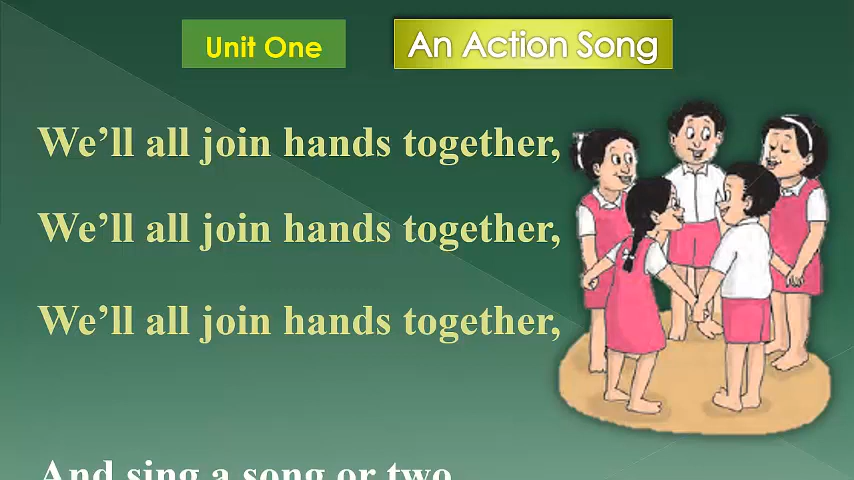 Unit One
An Action Song
We’ll all join hands together,
We’ll all join hands together,
We’ll all join hands together,
And sing a song or two